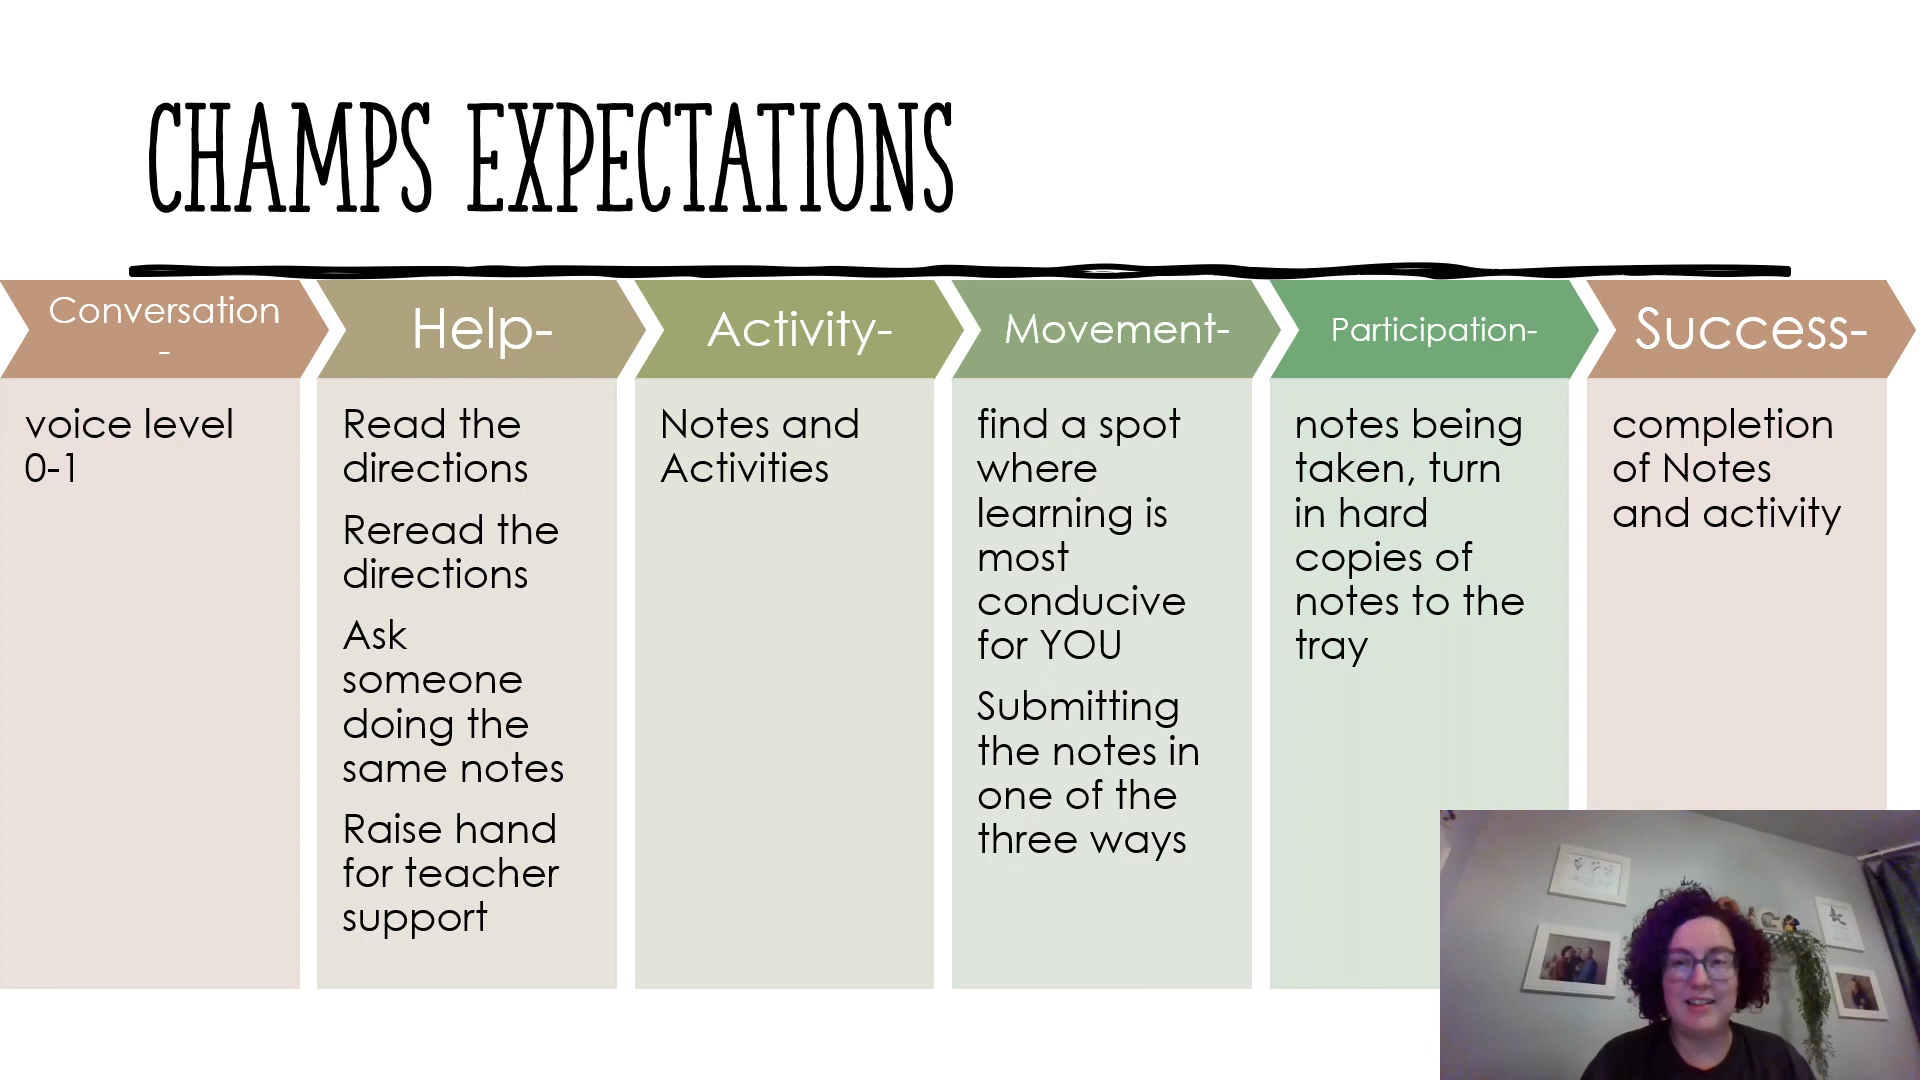 CHAMPS EXPECTATIONS
Conversation
-
voice level
0-1
Help-
Read the
directions
Reread the
directions
Ask
someone
doing the
same notes
Raise hand
for teacher
support
Activity-
Notes and
Activities
Movement-
find a spot
where
learning is
most
conducive
for YOU
Submitting
the notes in
one of the
three ways
Participation-
notes being
taken, turn
in hard
copies of
notes to the
tray
Success-
completion
of Notes
and activity